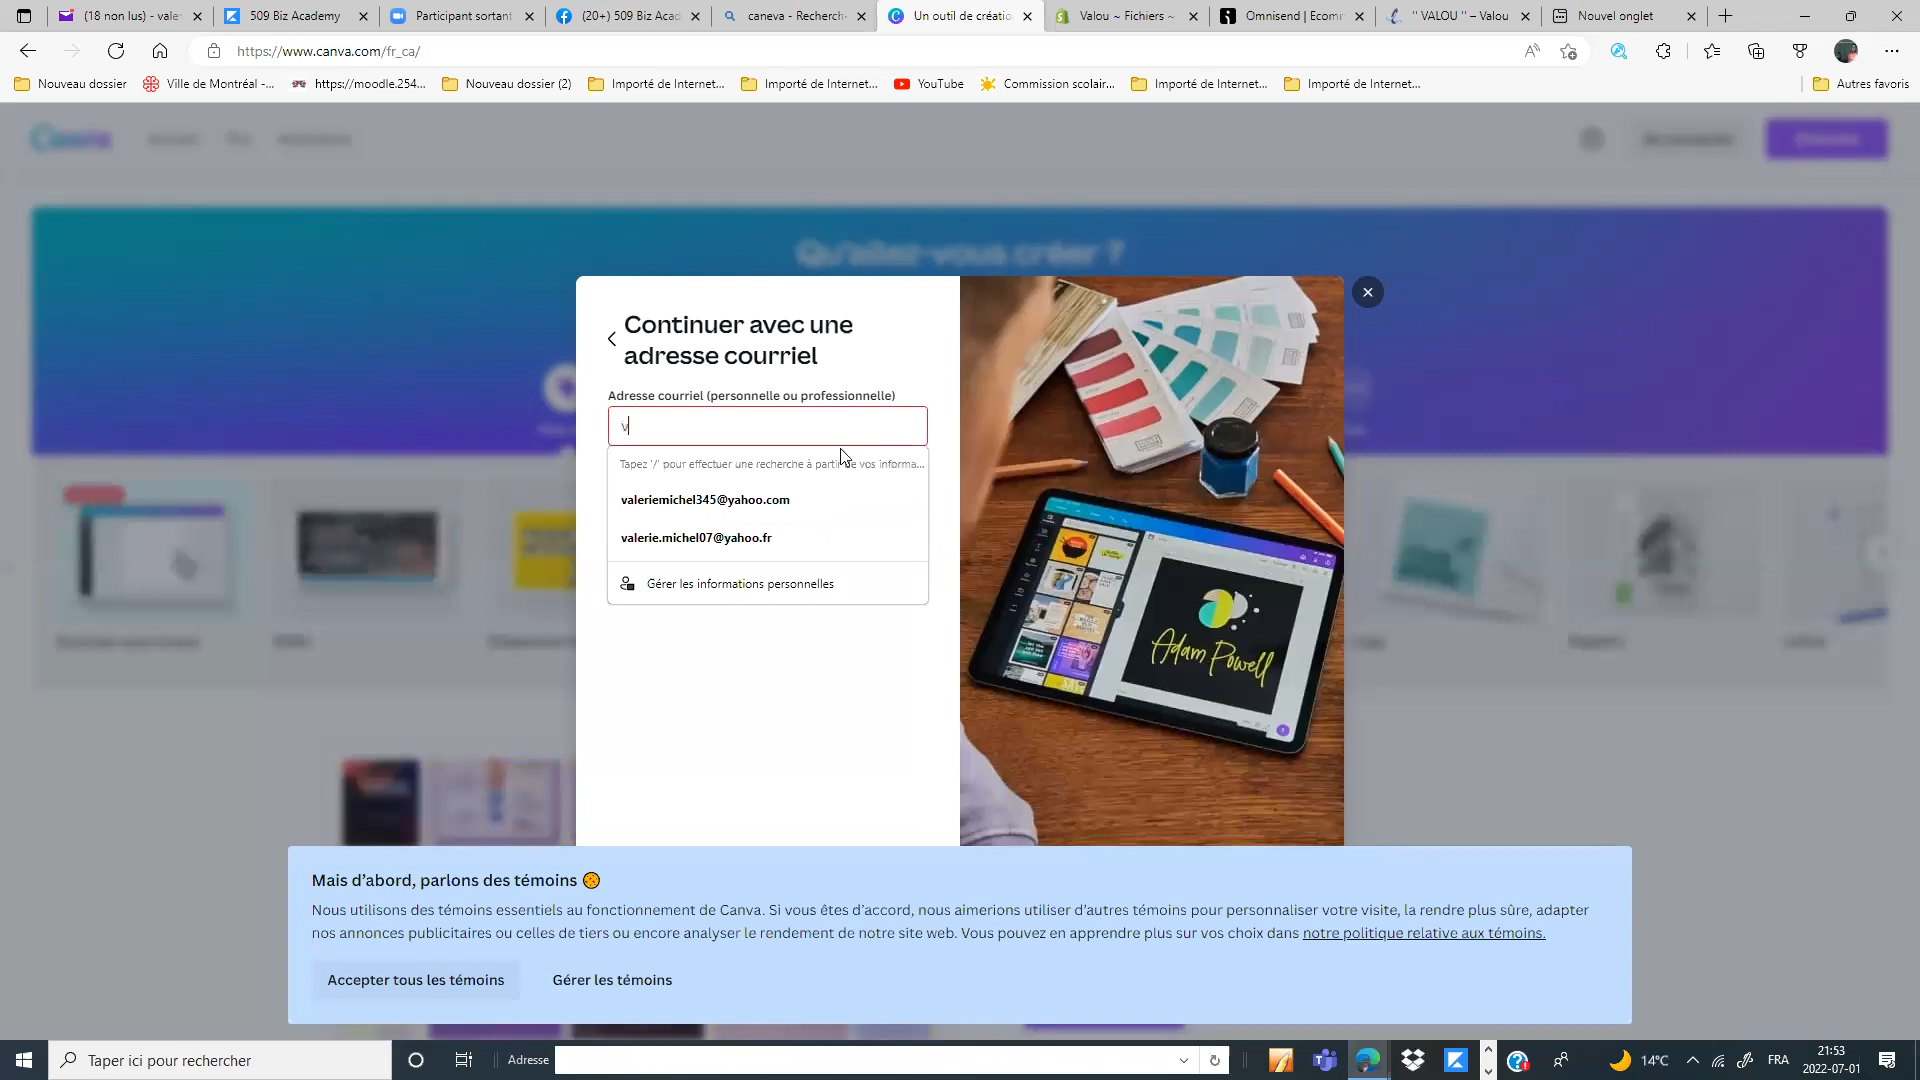 (18 non lus) - vale
509 Biz Academy
Participant sortant
(20+) 509 Biz Acad
caneva - Recherch
Un outil de créatio
Valou ~ Fichiers ~
Omnisend | Ecomr
" VALOU " – Valou
Nouvel onglet
https://www.canva.com/fr_ca/
Nouveau dossier
Ville de Montréal -...
https://moodle.254...
Nouveau dossier (2)
Importé de Internet...
Importé de Internet...
YouTube
Commission scolair...
Importé de Internet...
Importé de Internet...
Autres favoris
Canva
Qu'allez-vous créer ?
Continuer avec une
adresse courriel
Adresse courriel (personnelle ou professionnelle)
v
Tapez '/' pour effectuer une recherche à partir de vos informa...
valeriemichel345@yahoo.com
valerie.michel07@yahoo.fr
Gérer les informations personnelles
Adam Powell
Mais d'abord, parlons des témoins
Nous utilisons des témoins essentiels au fonctionnement de Canva. Si vous êtes d'accord, nous aimerions utiliser d'autres témoins pour personnaliser votre visite, la rendre plus sûre, adapter
nos annonces publicitaires ou celles de tiers ou encore analyser le rendement de notre site web. Vous pouvez en apprendre plus sur vos choix dans notre politique relative aux témoins.
Accepter tous les témoins
Gérer les témoins
Taper ici pour rechercher
Adresse
14°C
FRA
21:53
2022-07-01